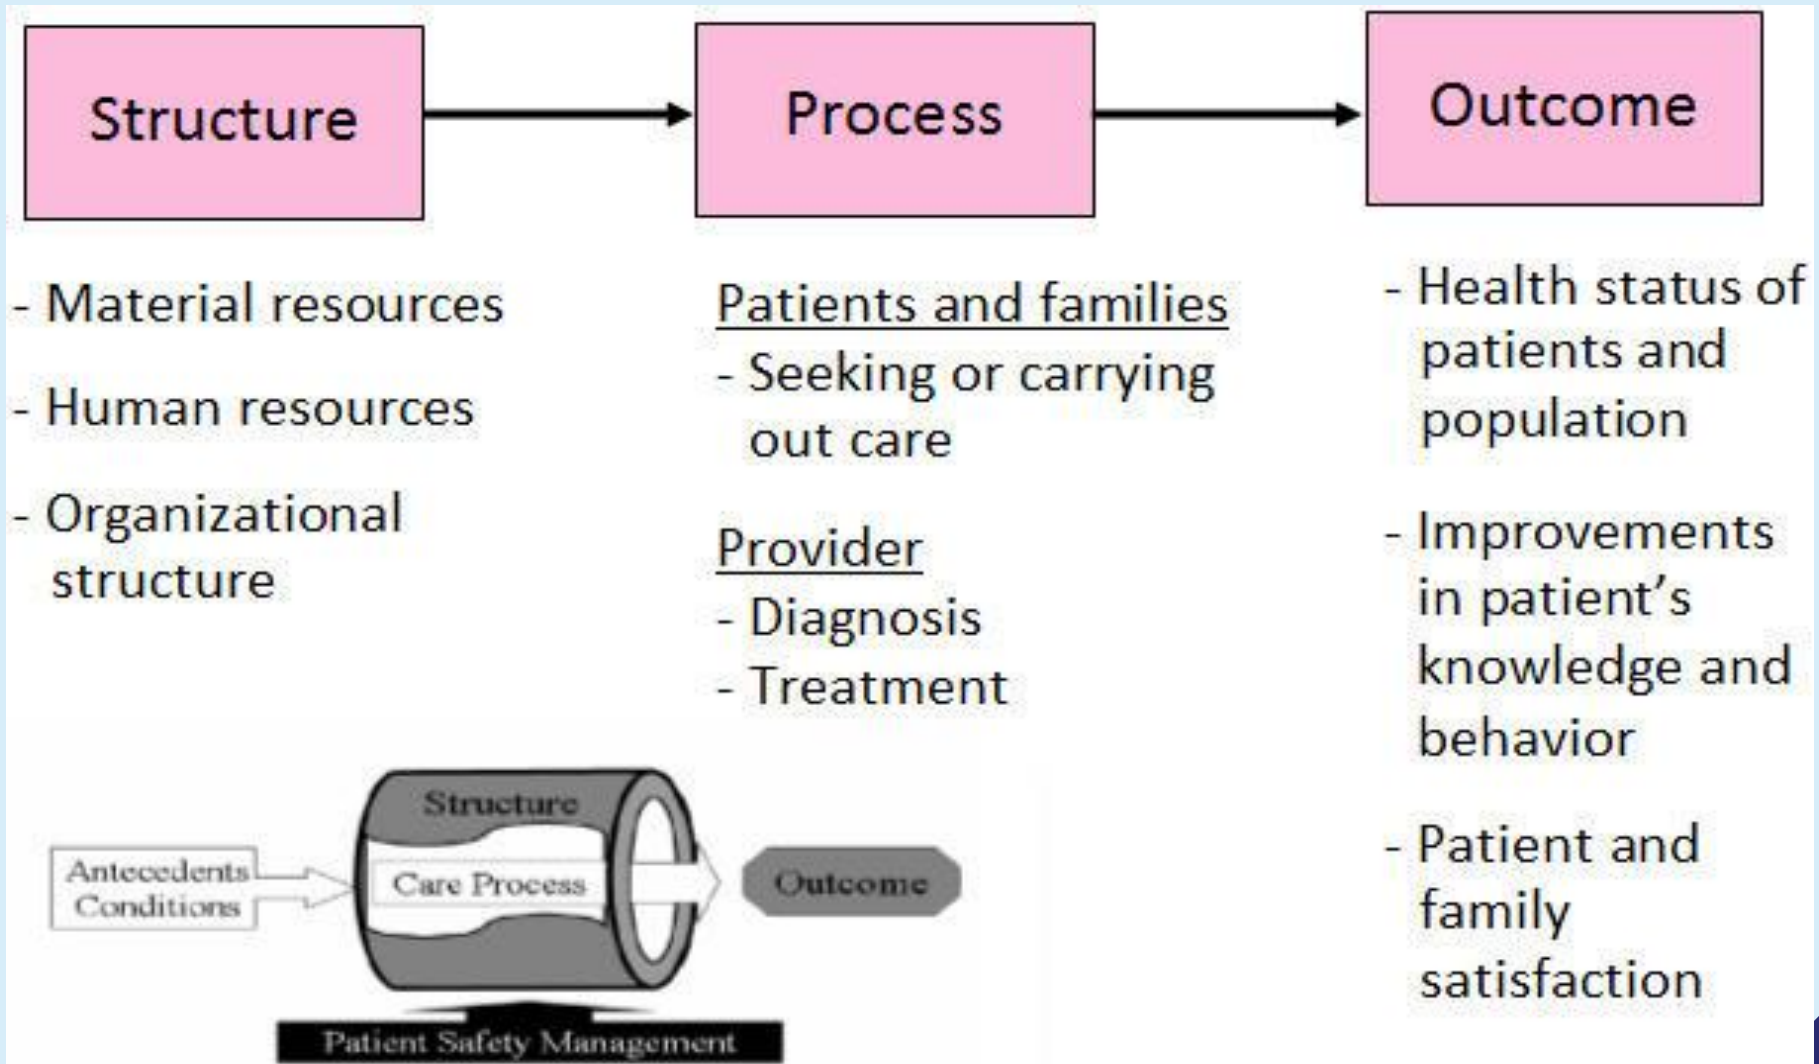 Structure
Process
Outcome
- Material resources
- Human resources
- Organizational
structure
Patients and families
- Seeking or carrying
out care
Provider
- Diagnosis
- Treatment
- Health status of
patients and
population
- Improvements
in patient’s
knowledge and
behavior
- Patient and
family
satisfaction
Structure
Antecedents
Conditions
Care Process
Outcome
Patient Safety Management